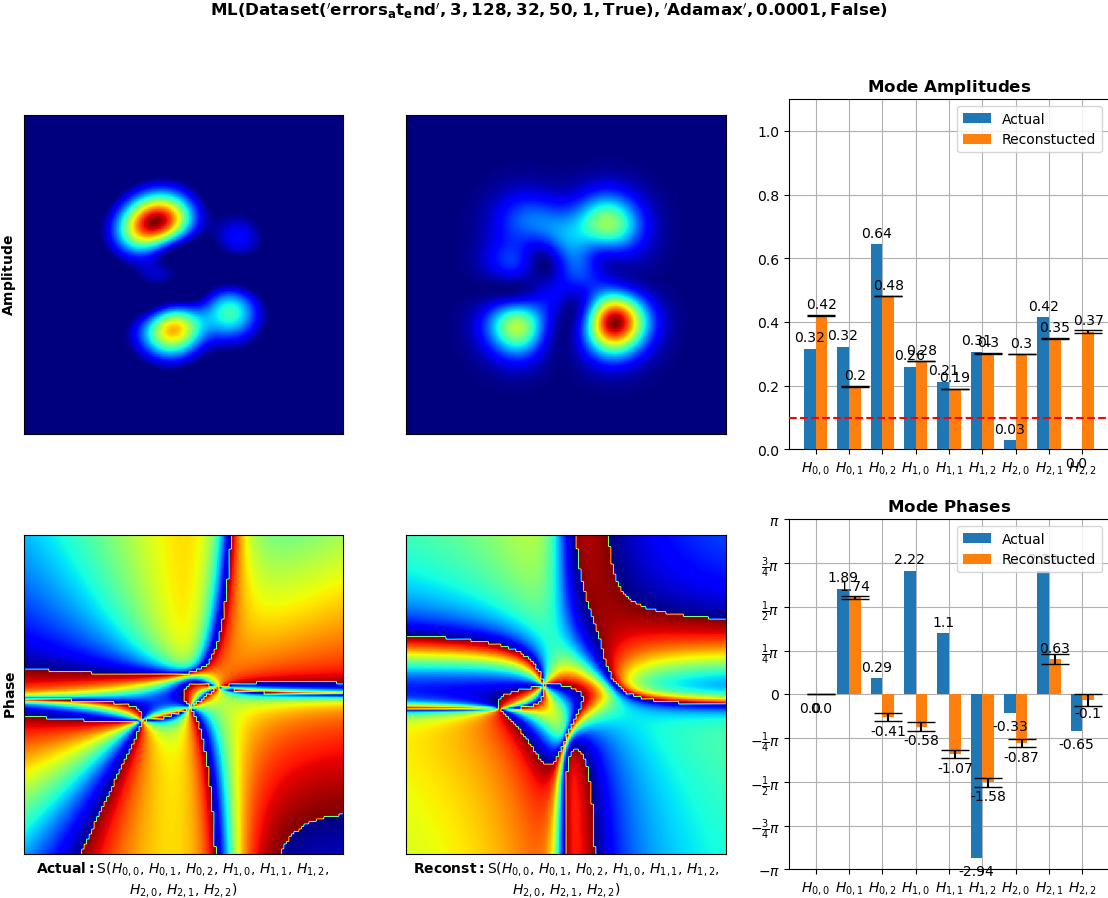 ML(Dataset('errors_at_end', 3, 128, 32, 50, 1, True), 'Adamax', 0.0001, False)
Amplitude
Mode Amplitudes
Actual
Reconstucted
1.0
0.8
0.6
0.4
0.2
0.0
0.32
0.42
0.32
0.2
0.64
0.48
0.26
0.28
0.21
0.19
0.31
0.3
0.03
0.3
0.42
0.35
0.0
0.37
H0,0 H0,1 H0,2 H1,0 H1,1 H1,2 H2,0 H2,1 H2,2
Phase
Actual: S(H0,0, H0,1, H0,2, H1,0, H1,1, H1,2,
H2,0, H2,1, H2,2)
Reconst: S(H0,0, H0,1, H0,2, H1,0, H1,1, H1,2,
H2,0, H2,1, H2,2)
Mode Phases
Actual
Reconstucted
π
3/4π
1/2π
1/4π
0
−1/4π
−1/2π
−3/4π
−π
0.0
0.0
1.89
1.74
0.29
-0.41
2.22
-0.58
1.1
-1.07
-2.94
-1.58
-0.33
-0.87
0.63
-0.65
-0.1
H0,0 H0,1 H0,2 H1,0 H1,1 H1,2 H2,0 H2,1 H2,2